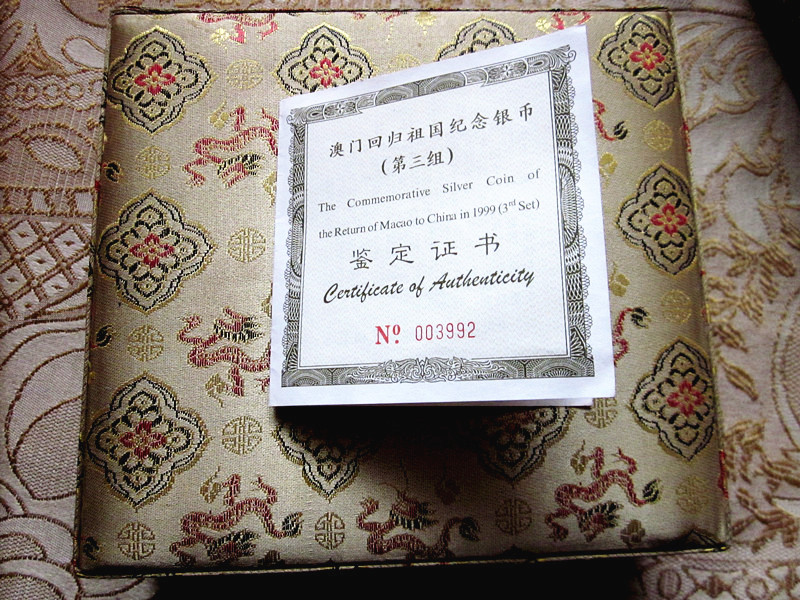 澳门回归祖国纪念银币
(第三组)
The Commemorative Silver Coin of
the Return of Macao to China in 1999 (3rd Set)
鉴定证书
Certificate of Authenticity
Nº 003992